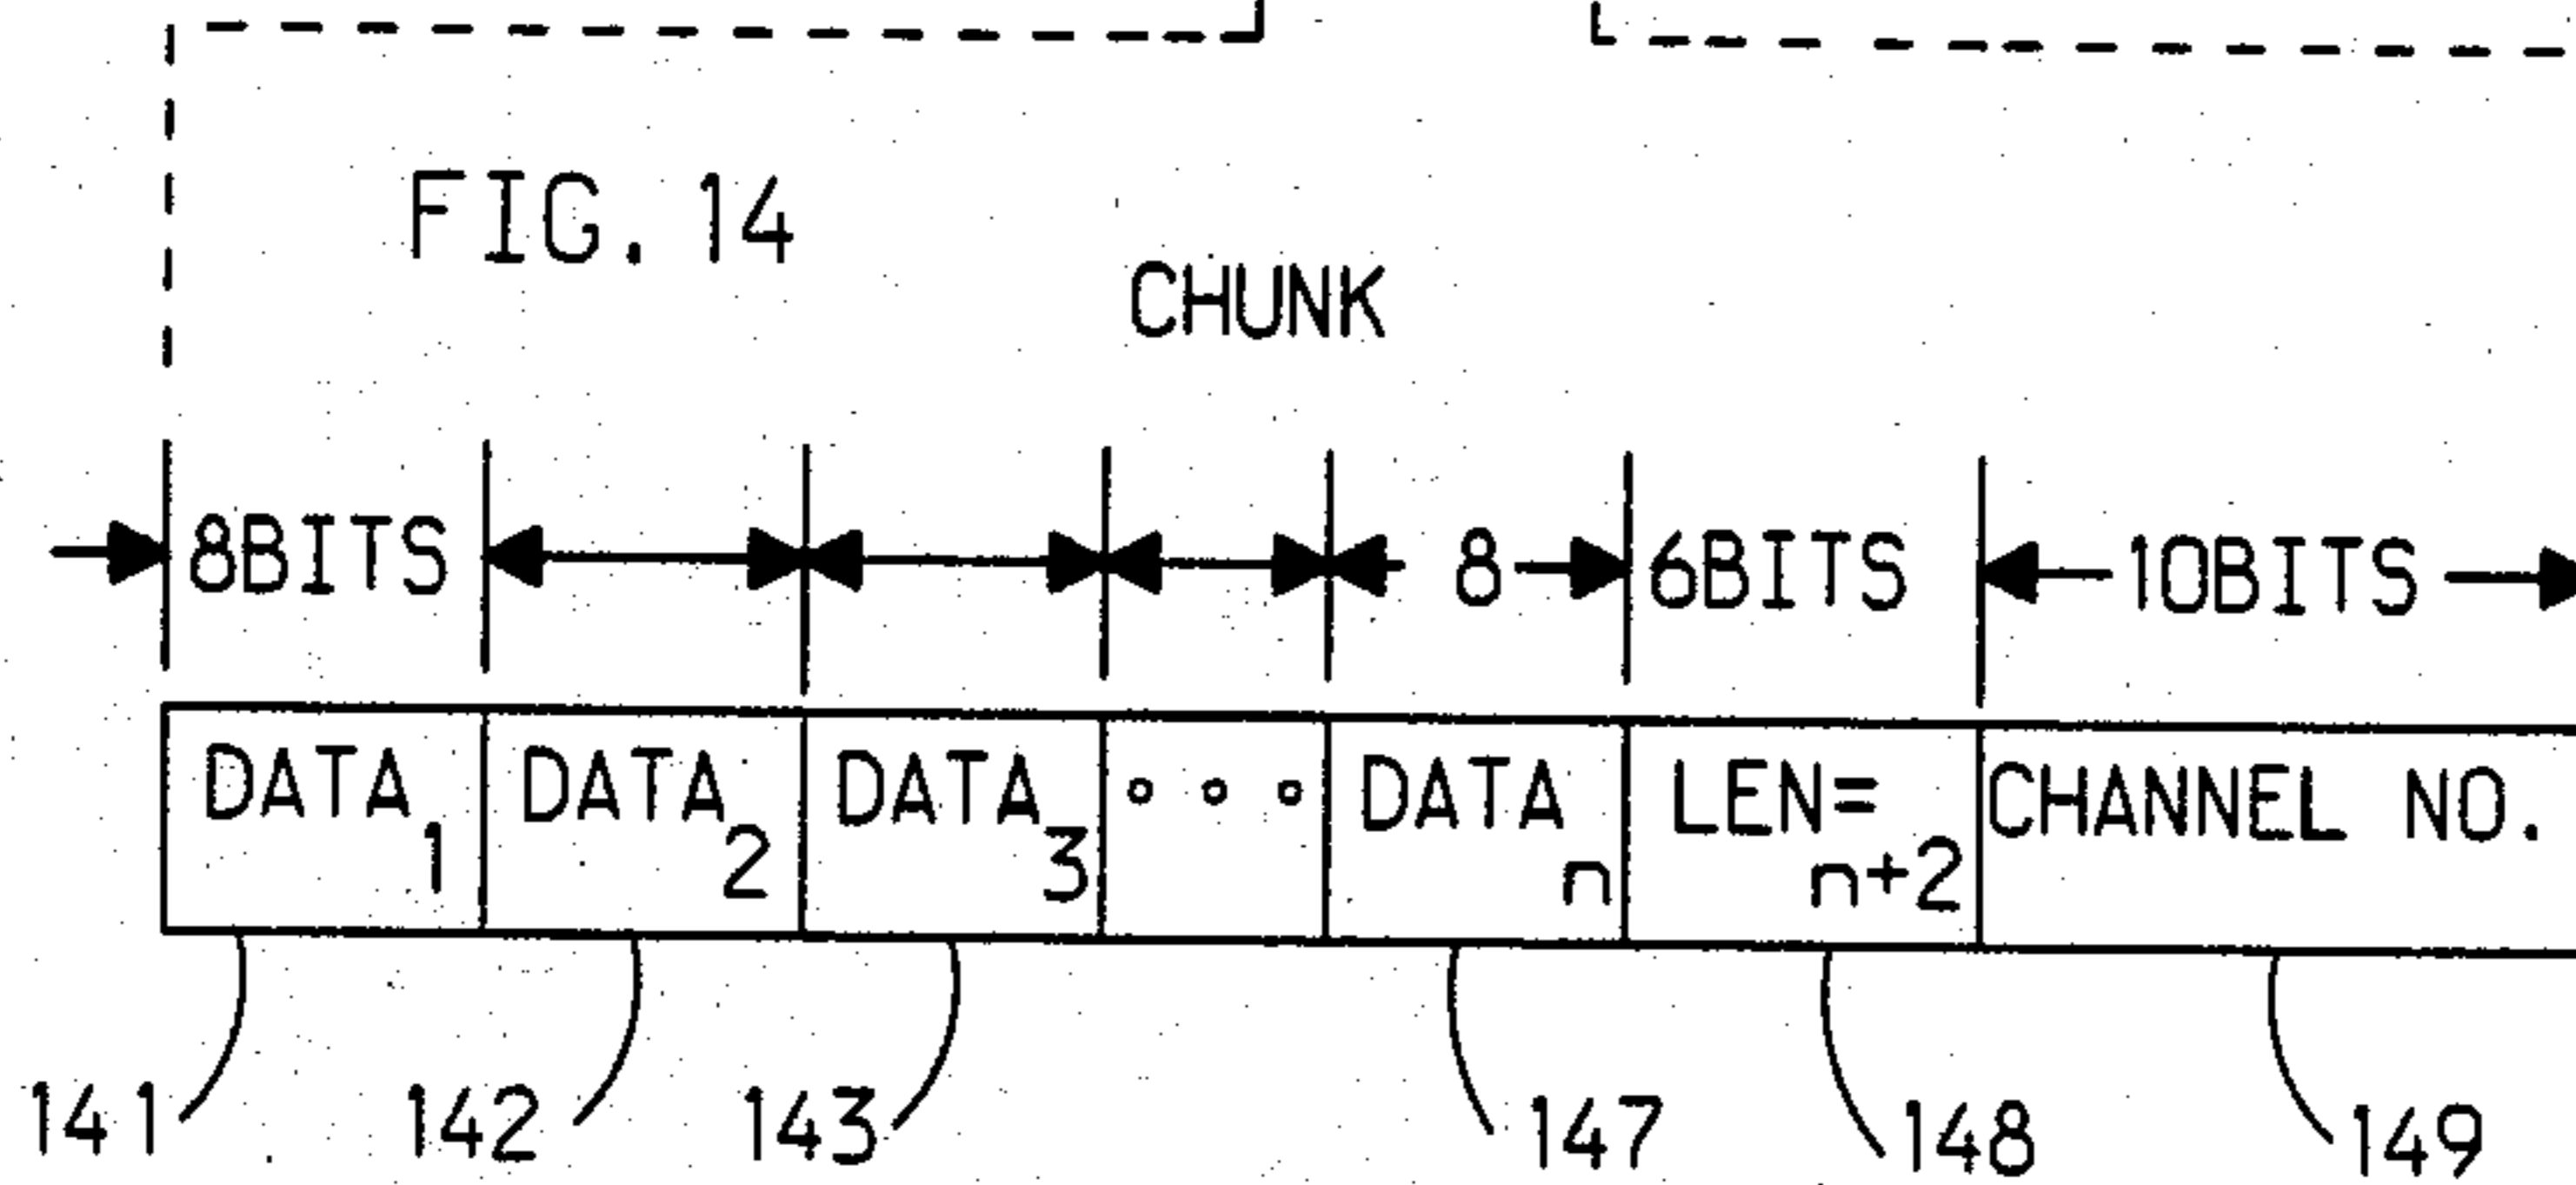 FIG. 14
CHUNK
8BITS 8 6BITS 10BITS
DATA1 DATA2 DATA3 ∘ ∘ ∘ DATAn LEN= n+2 CHANNEL NO.
141 142 143 147 148 149